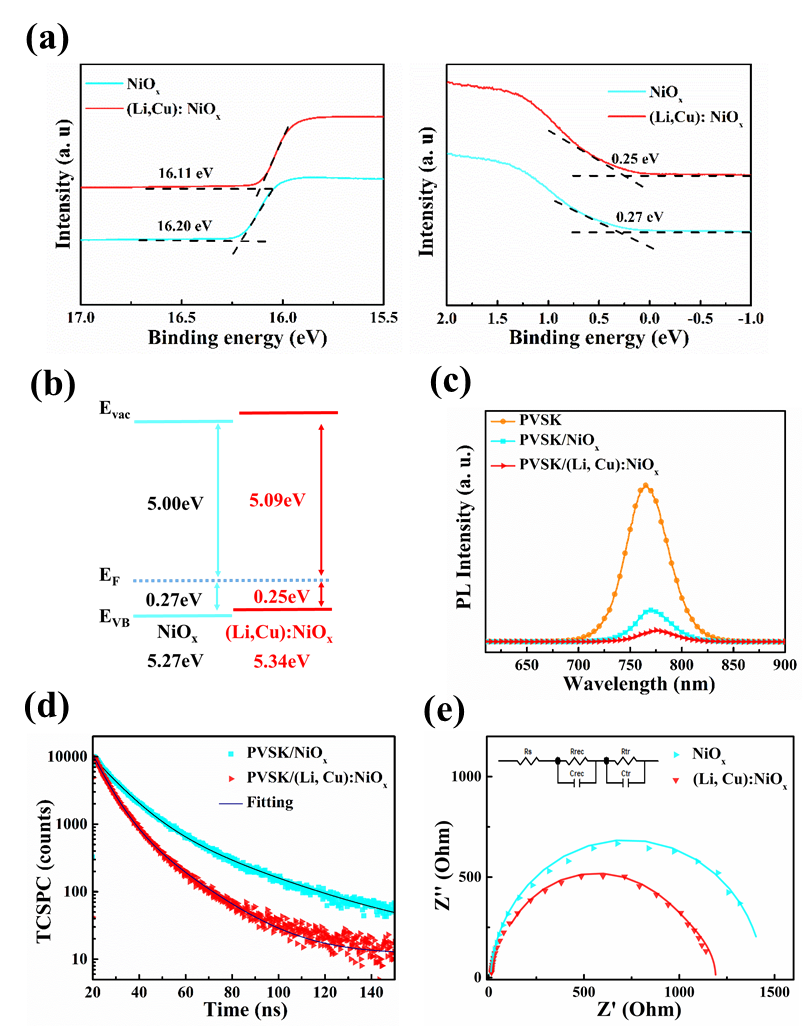 (a)
NiOx
(Li,Cu): NiOx
16.11 eV
16.20 eV
Intensity (a. u)
17.0 16.5 16.0 15.5
Binding energy (eV)
NiOx
(Li,Cu): NiOx
0.25 eV
0.27 eV
Intensity (a. u)
2.0 1.5 1.0 0.5 0.0 -0.5 -1.0
Binding energy (eV)
(b)
Evac
5.00eV 5.09eV
EF
0.27eV 0.25eV
EVB
NiOx (Li,Cu):NiOx
5.27eV 5.34eV
(c)
PVSK
PVSK/NiOx
PVSK/(Li, Cu):NiOx
PL Intensity (a. u.)
650 700 750 800 850 900
Wavelength (nm)
(d)
PVSK/NiOx
PVSK/(Li, Cu):NiOx
Fitting
10000
1000
100
10
TCSPC (counts)
20 40 60 80 100 120 140
Time (ns)
(e)
Rs Rrec Rtr
Crec Ctr
NiOx
(Li, Cu):NiOx
1000
500
0
Z'' (Ohm)
0 500 1000 1500
Z' (Ohm)